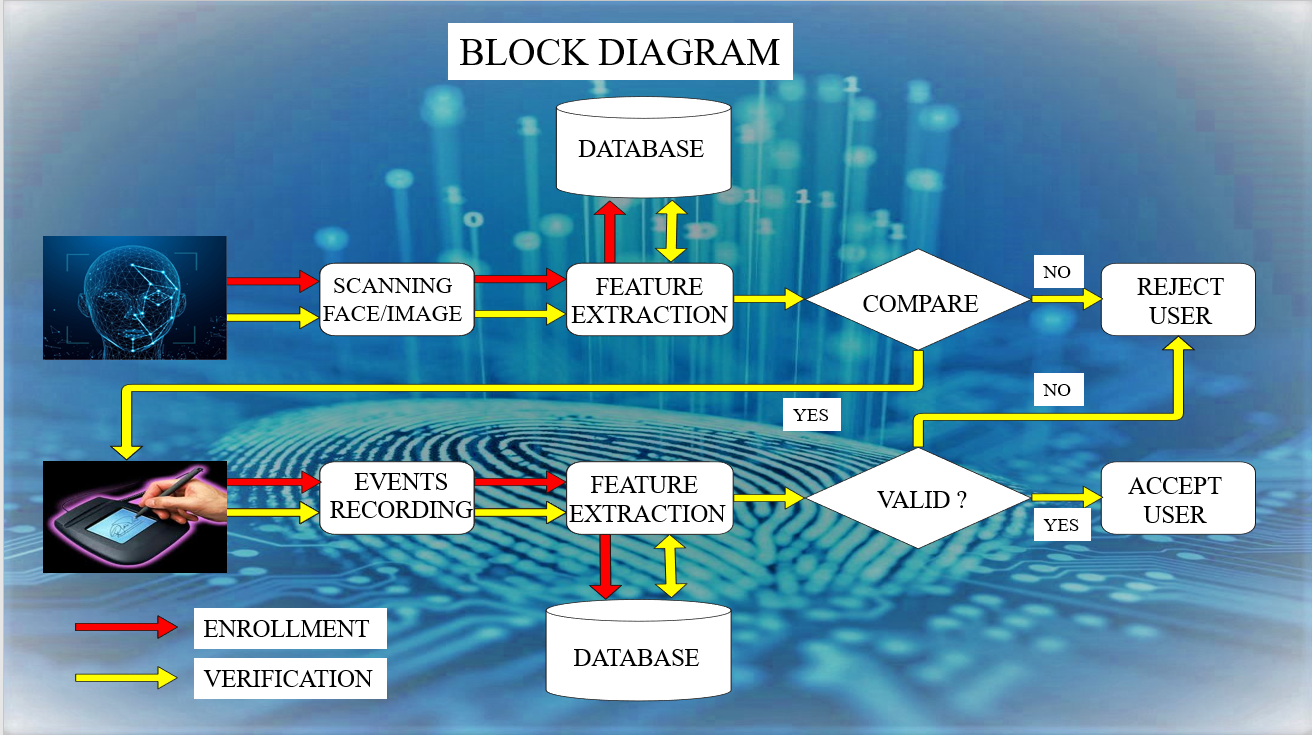 BLOCK DIAGRAM
DATABASE
SCANNING
FACE/IMAGE
FEATURE
EXTRACTION
COMPARE
NO
REJECT
USER
YES
NO
EVENTS
RECORDING
FEATURE
EXTRACTION
VALID ?
YES
ACCEPT
USER
DATABASE
ENROLLMENT
VERIFICATION